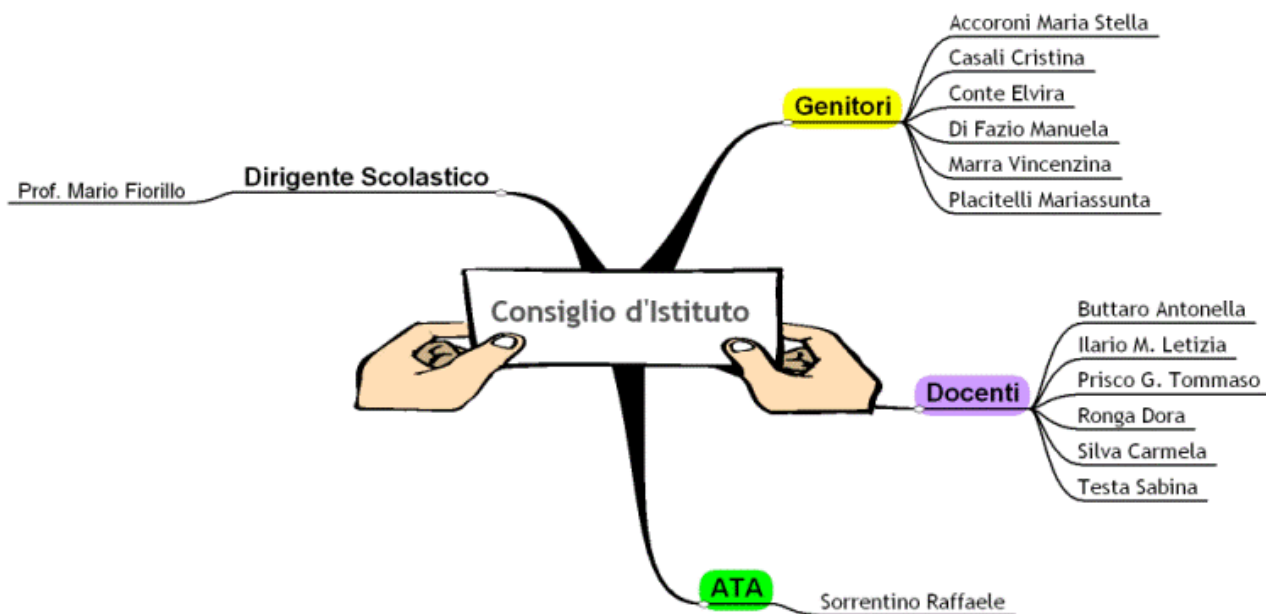 Consiglio d'Istituto
Dirigente Scolastico
Prof. Mario Fiorillo
Genitori
Accoroni Maria Stella
Casali Cristina
Conte Elvira
Di Fazio Manuela
Marra Vincenzina
Placitelli Mariassunta
Docenti
Buttaro Antonella
Ilario M. Letizia
Prisco G. Tommaso
Ronga Dora
Silva Carmela
Testa Sabina
ATA
Sorrentino Raffaele